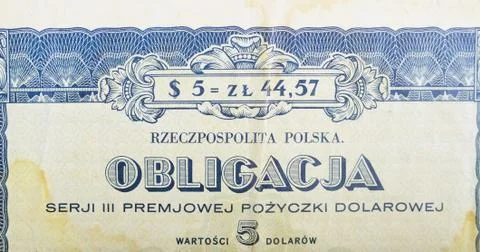 $ 5 = ZŁ 44,57
RZECZPOSPOLITA POLSKA.
OBLIGACJA
SERJI III PREMJOWEJ POŻYCZKI DOLAROWEJ
WARTOŚCI 5 DOLARÓW